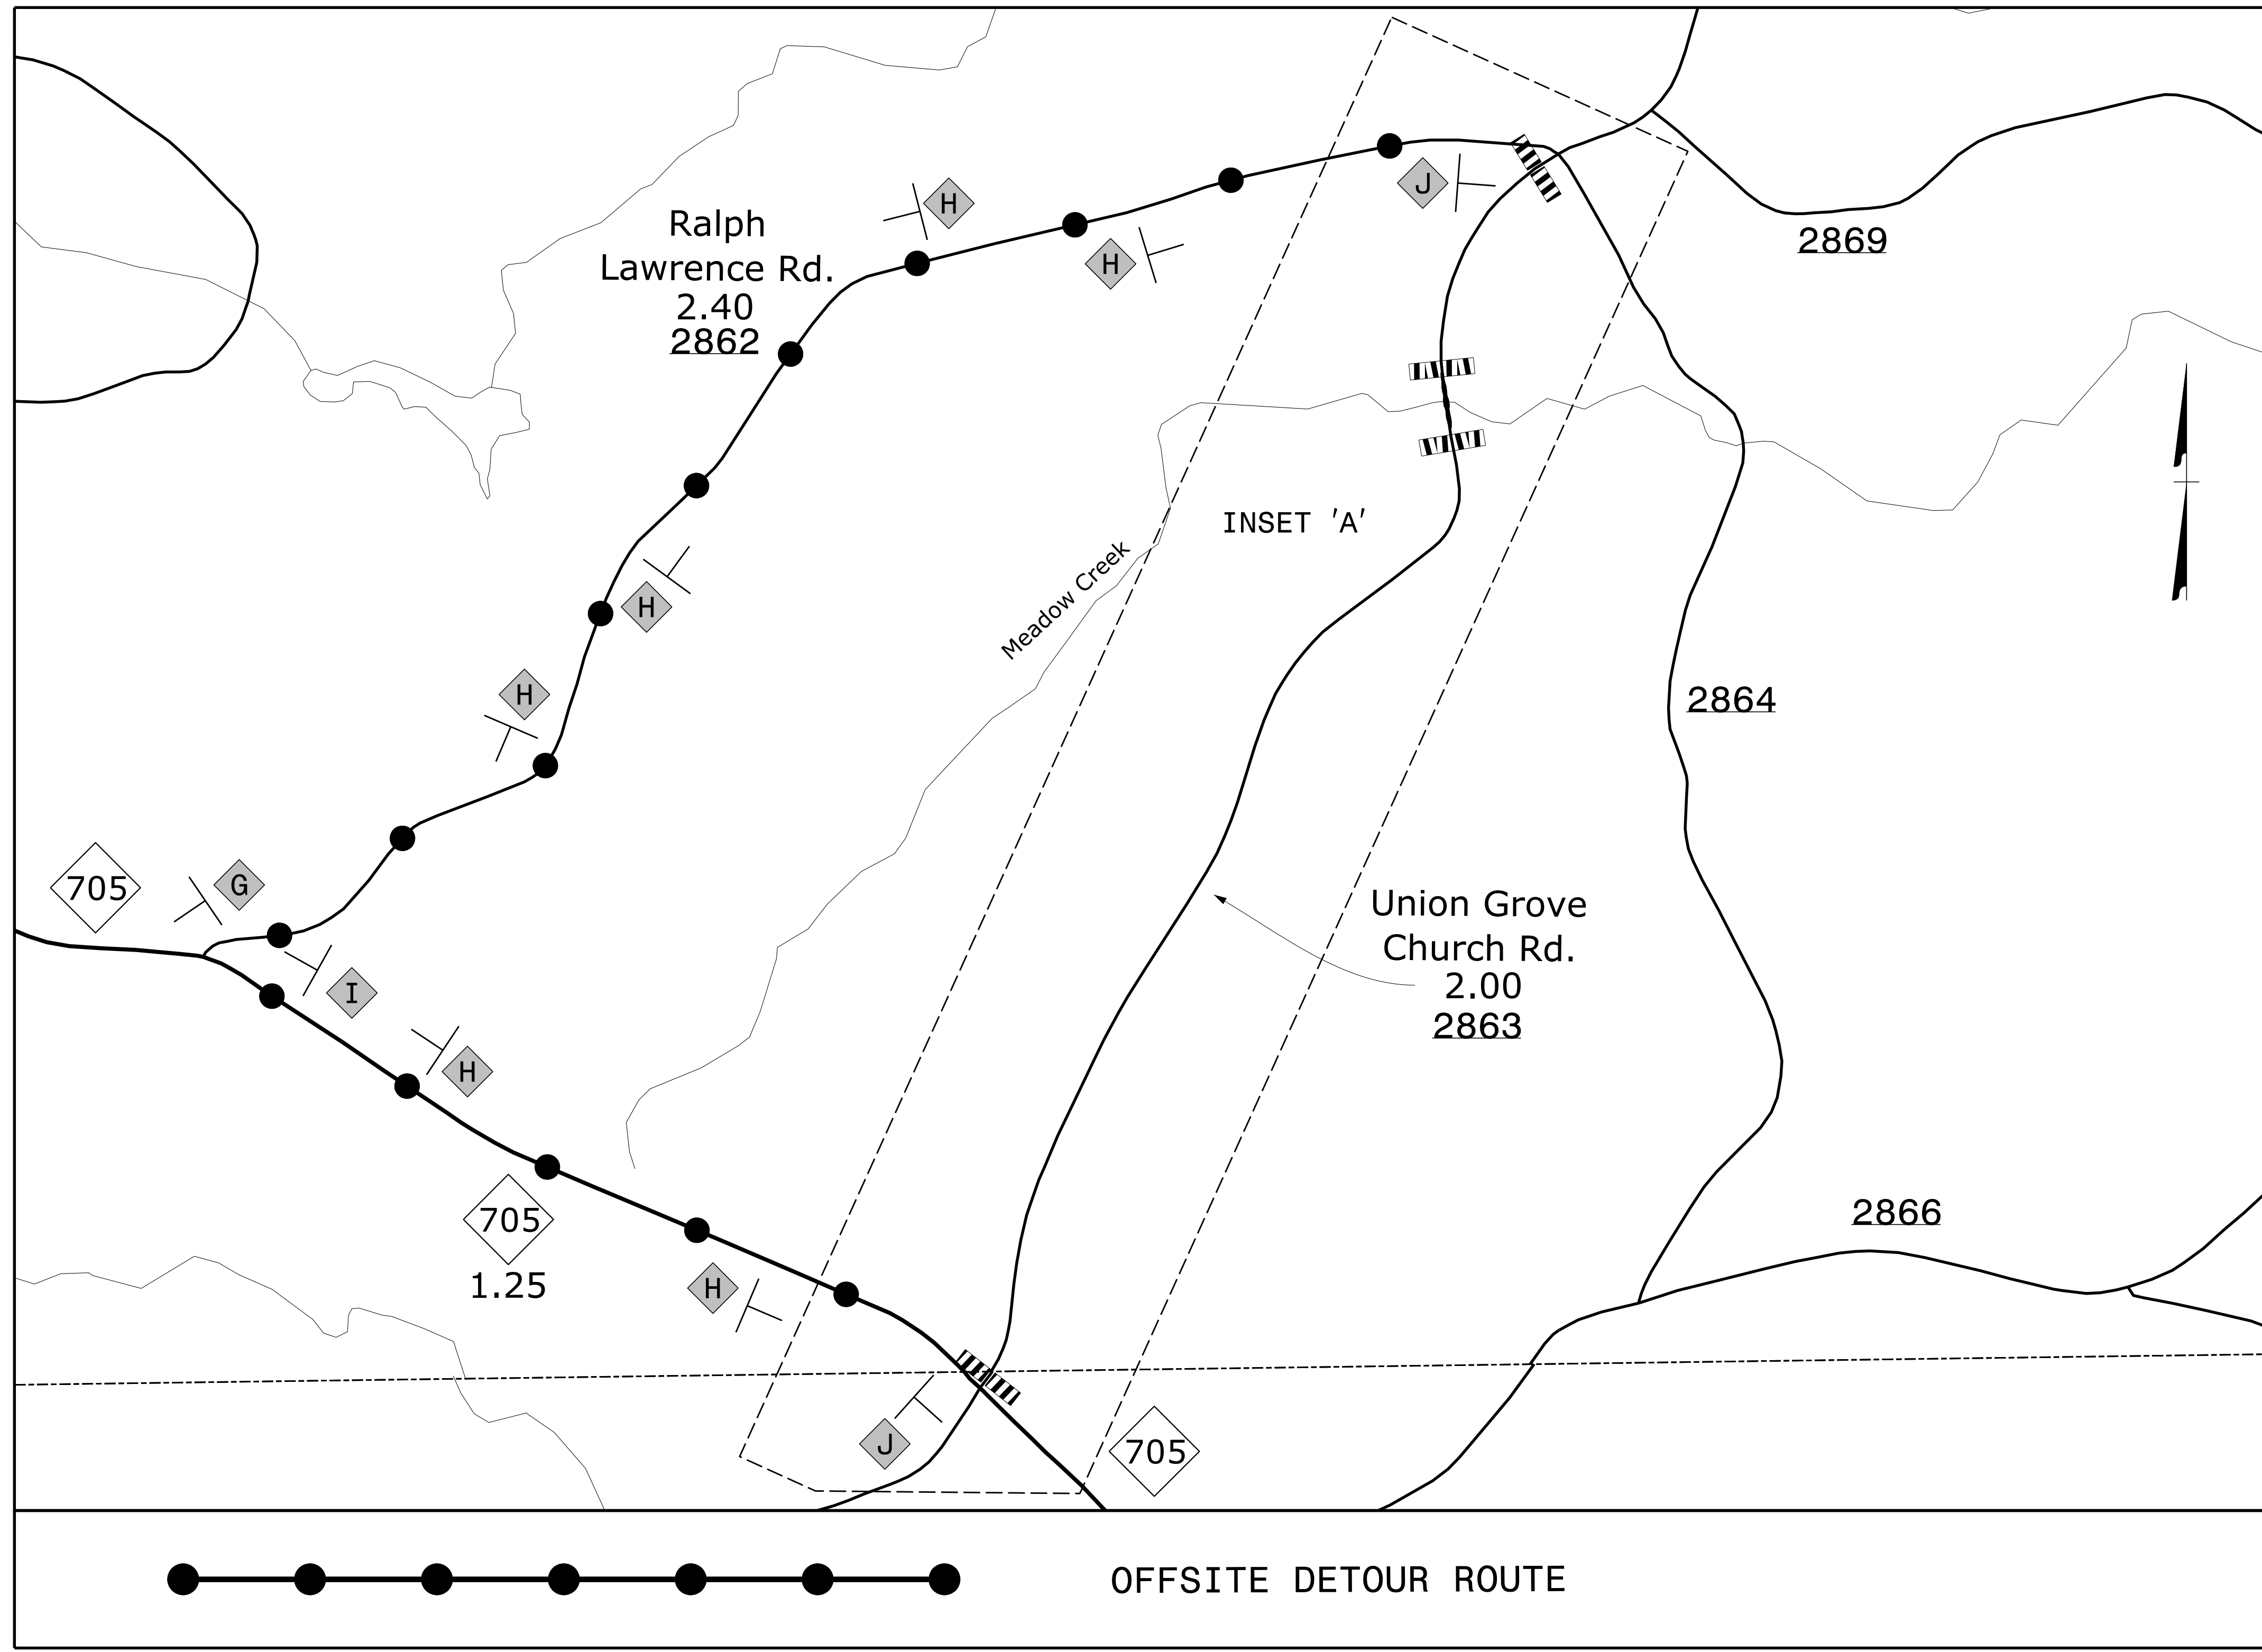 H
J
Ralph
Lawrence Rd.
2.40
2862
H
2869
INSET 'A'
Meadow Creek
H
H
2864
705
G
Union Grove
Church Rd.
2.00
2863
I
H
705
1.25
2866
H
J
705
OFFSITE DETOUR ROUTE